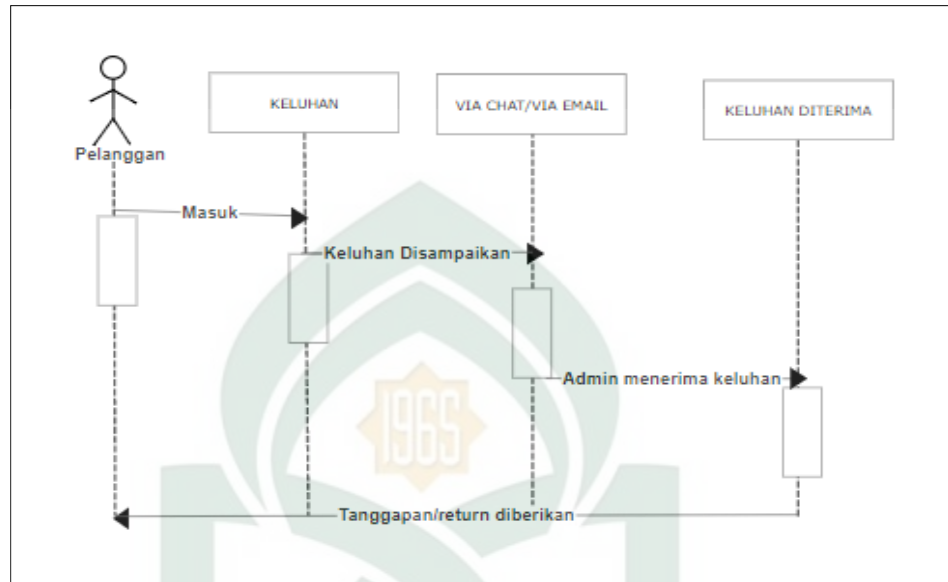 KELUHAN
VIA CHAT/VIA EMAIL
KELUHAN DITERIMA
Pelanggan
Masuk
Keluhan Disampaikan
Admin menerima keluhan
1965
Tanggapan/return diberikan